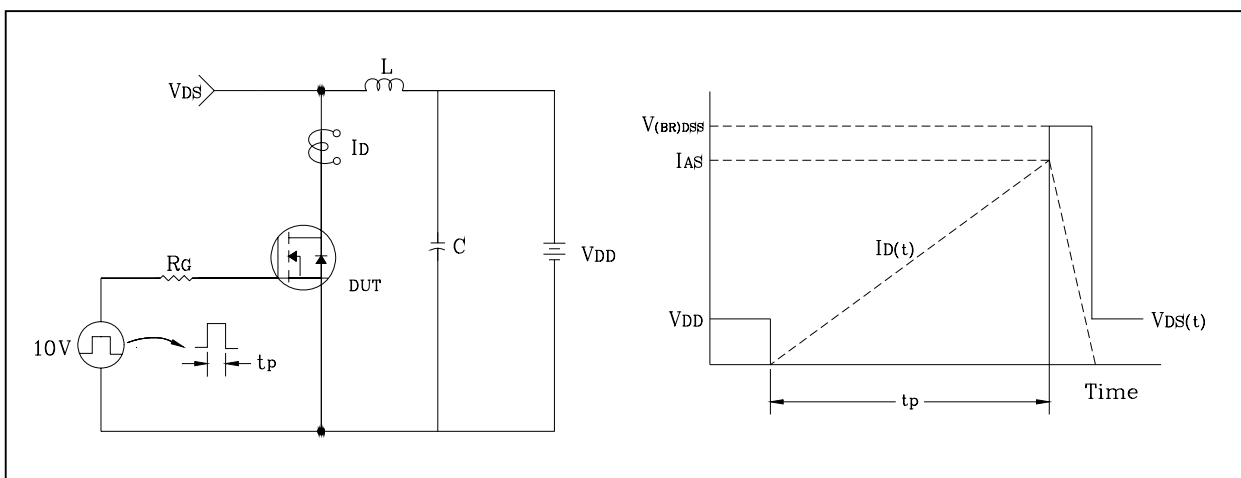 L
VDS
ID
RG
C
VDD
DUT
10V
tp
V(BR)DSS
IAS
ID(t)
VDD
VDS(t)
Time
tp